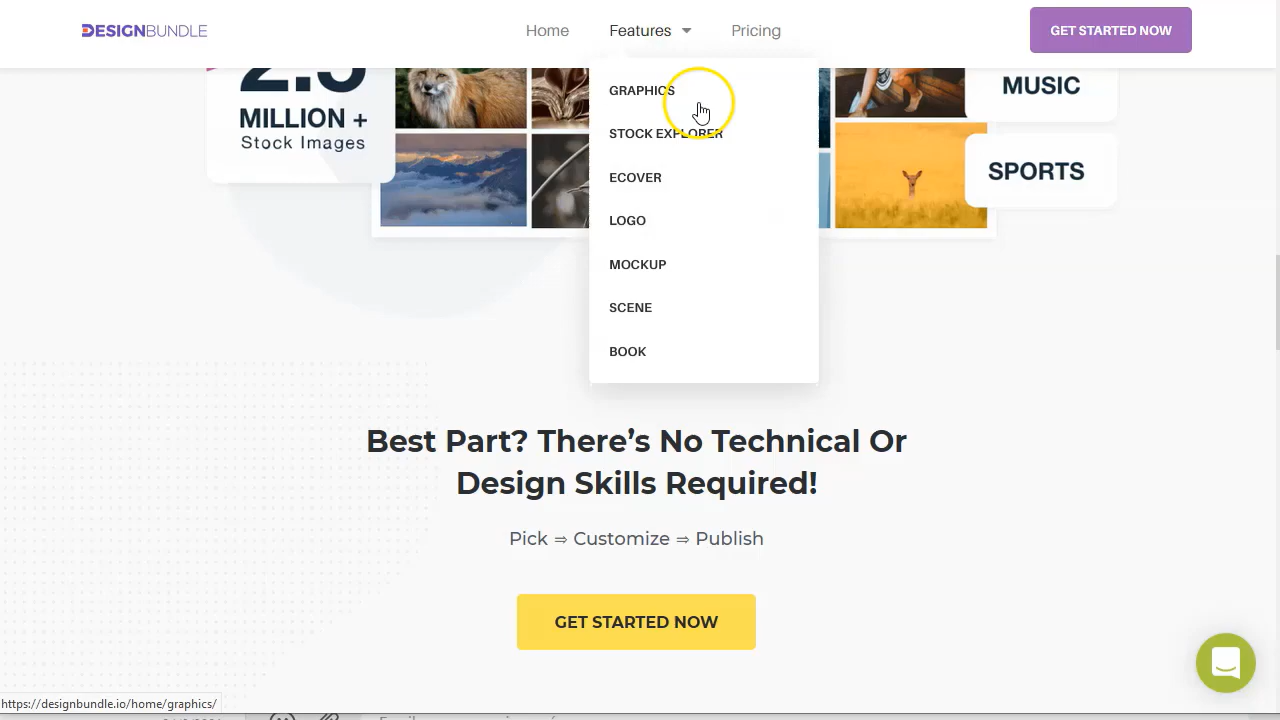 DESIGNBUNDLE
Home
Features
Pricing
GET STARTED NOW
GRAPHICS
STOCK EXPLORER
ECOVER
LOGO
MOCKUP
SCENE
BOOK
2.5
MILLION +
Stock Images
MUSIC
SPORTS
Best Part? There’s No Technical Or
Design Skills Required!
Pick ⇒ Customize ⇒ Publish
GET STARTED NOW
https://designbundle.io/home/graphics/